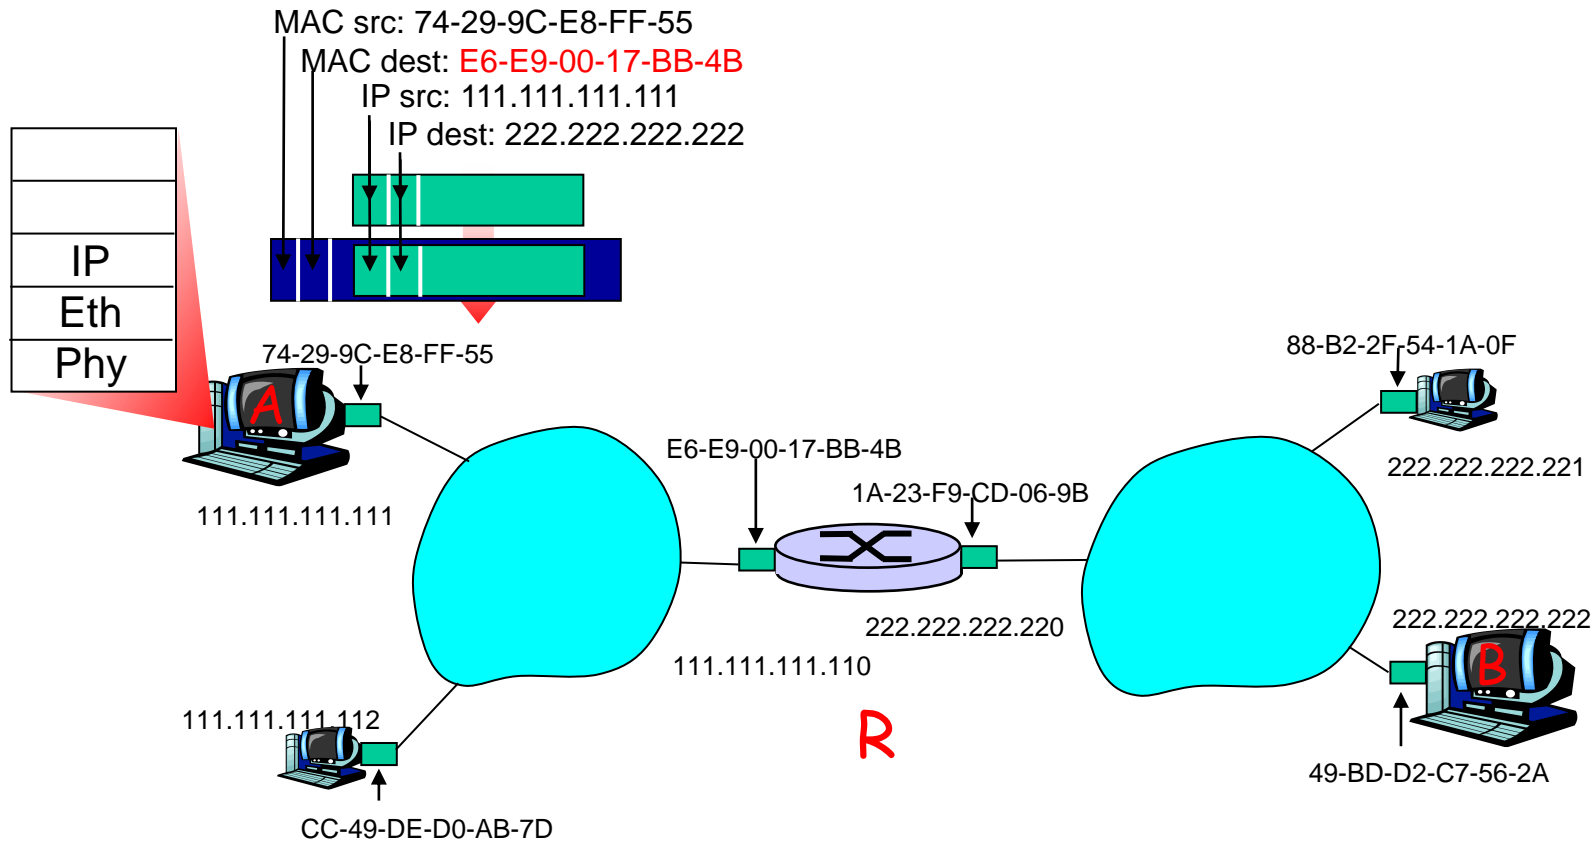 MAC src: 74-29-9C-E8-FF-55
MAC dest: E6-E9-00-17-BB-4B
IP src: 111.111.111.111
IP dest: 222.222.222.222
IP
Eth
Phy
74-29-9C-E8-FF-55
A
111.111.111.111
E6-E9-00-17-BB-4B
1A-23-F9-CD-06-9B
88-B2-2F-54-1A-0F
222.222.222.221
222.222.222.220
111.111.111.110
R
222.222.222.222
B
49-BD-D2-C7-56-2A
111.111.111.112
CC-49-DE-D0-AB-7D